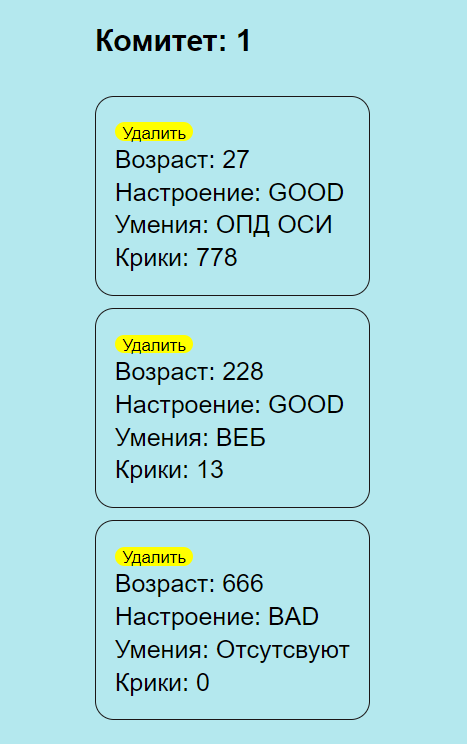 Комитет: 1
Удалить
Возраст: 27
Настроение: GOOD
Умения: ОПД ОСИ
Крики: 778
Удалить
Возраст: 228
Настроение: GOOD
Умения: ВЕБ
Крики: 13
Удалить
Возраст: 666
Настроение: BAD
Умения: Отсутсвуют
Крики: 0